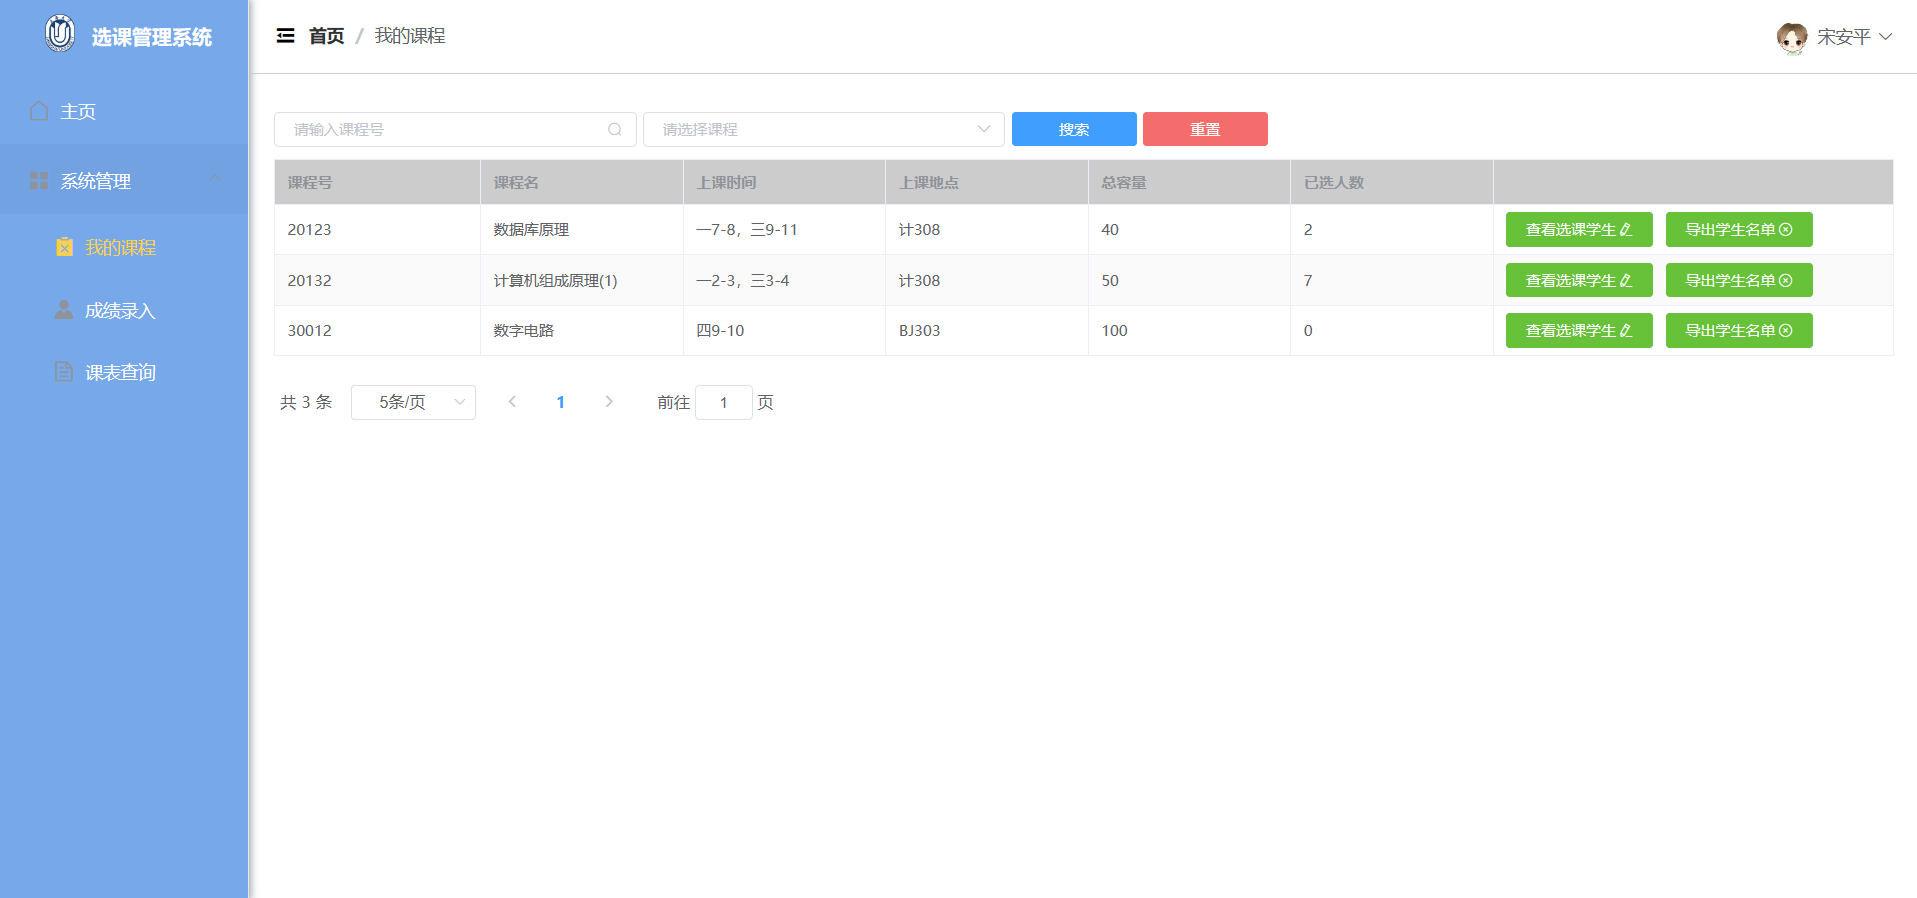 选课管理系统
首页 / 我的课程
宋安平
主页
系统管理
我的课程
成绩录入
课表查询
请输入课程号 请选择课程 搜索 重置
课程号 课程名 上课时间 上课地点 总容量 已选人数
20123 数据库原理 一7-8，三9-11 计308 40 2 查看选课学生 导出学生名单
20132 计算机组成原理(1) 一2-3，三3-4 计308 50 7 查看选课学生 导出学生名单
30012 数字电路 四9-10 BJ303 100 0 查看选课学生 导出学生名单
共 3 条 5条/页 1 前往 1 页